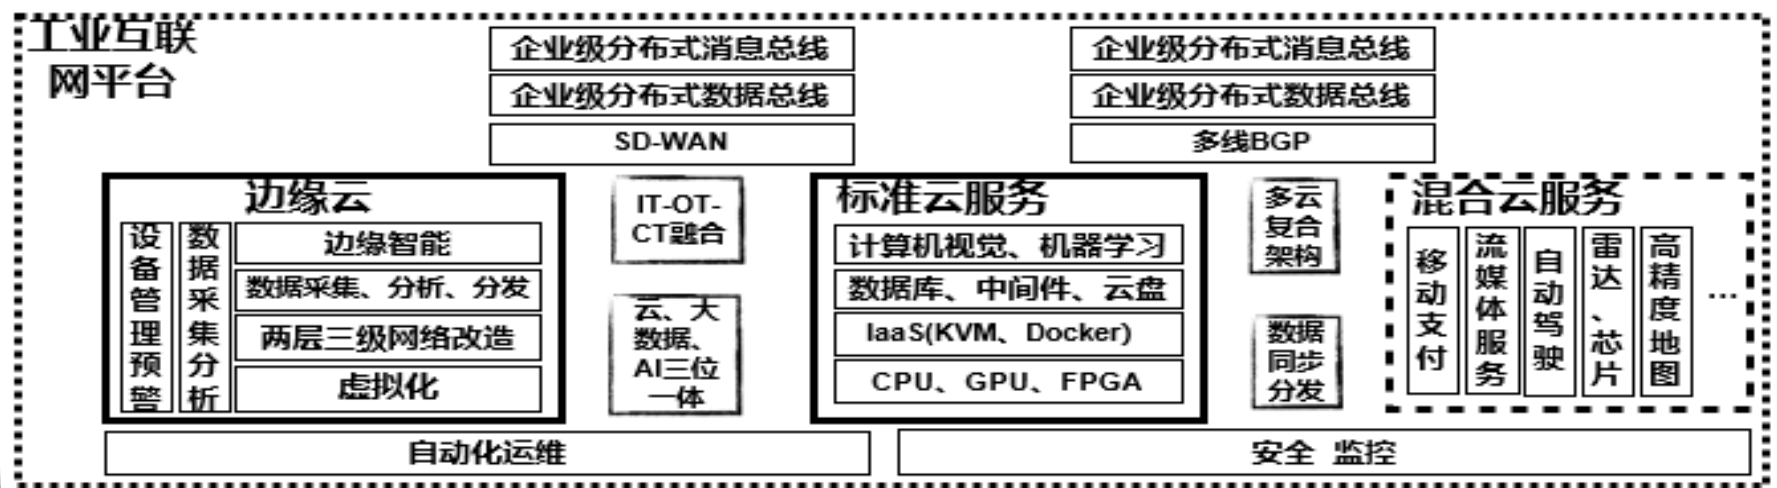 工业互联
网平台
企业级分布式消息总线
企业级分布式数据总线
SD-WAN
企业级分布式消息总线
企业级分布式数据总线
多线BGP
边缘云
设备管理预警
数据采集分析
边缘智能
数据采集、分析、分发
两层三级网络改造
虚拟化
IT-OT-
CT融合
云、大
数据、
AI三位
一体
标准云服务
计算机视觉、机器学习
数据库、中间件、云盘
IaaS(KVM、Docker)
CPU、GPU、FPGA
多云
复合
架构
数据
同步
分发
混合云服务
移动支付
流媒体服务
自动驾驶
雷达、芯片
高精度地图
...
自动化运维
安全 监控